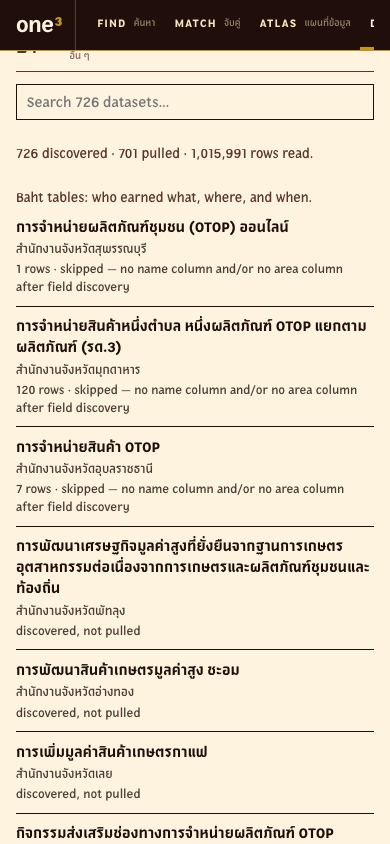 one³
FIND ค้นหา MATCH จับคู่ ATLAS แผนที่ข้อมูล
อื่น ๆ
Search 726 datasets...
726 discovered · 701 pulled · 1,015,991 rows read.
Baht tables: who earned what, where, and when.
การจำหน่ายผลิตภัณฑ์ชุมชน (OTOP) ออนไลน์
สำนักงานจังหวัดสุพรรณบุรี
1 rows · skipped — no name column and/or no area column
after field discovery
การจำหน่ายสินค้าหนึ่งตำบล หนึ่งผลิตภัณฑ์ OTOP แยกตาม
ผลิตภัณฑ์ (รด.3)
สำนักงานจังหวัดมุกดาหาร
120 rows · skipped — no name column and/or no area column
after field discovery
การจำหน่ายสินค้า OTOP
สำนักงานจังหวัดอุบลราชธานี
7 rows · skipped — no name column and/or no area column
after field discovery
การพัฒนาเศรษฐกิจมูลค่าสูงที่ยั่งยืนจากฐานการเกษตร
อุตสาหกรรมต่อเนื่องจากการเกษตรและผลิตภัณฑ์ชุมชนและ
ท้องถิ่น
สำนักงานจังหวัดพัทลุง
discovered, not pulled
การพัฒนาสินค้าเกษตรมูลค่าสูง ชะอม
สำนักงานจังหวัดอ่างทอง
discovered, not pulled
การเพิ่มมูลค่าสินค้าเกษตรกาแฟ
สำนักงานจังหวัดเลย
discovered, not pulled
กิจกรรมส่งเสริมช่องทางการจำหน่ายผลิตภัณฑ์ OTOP